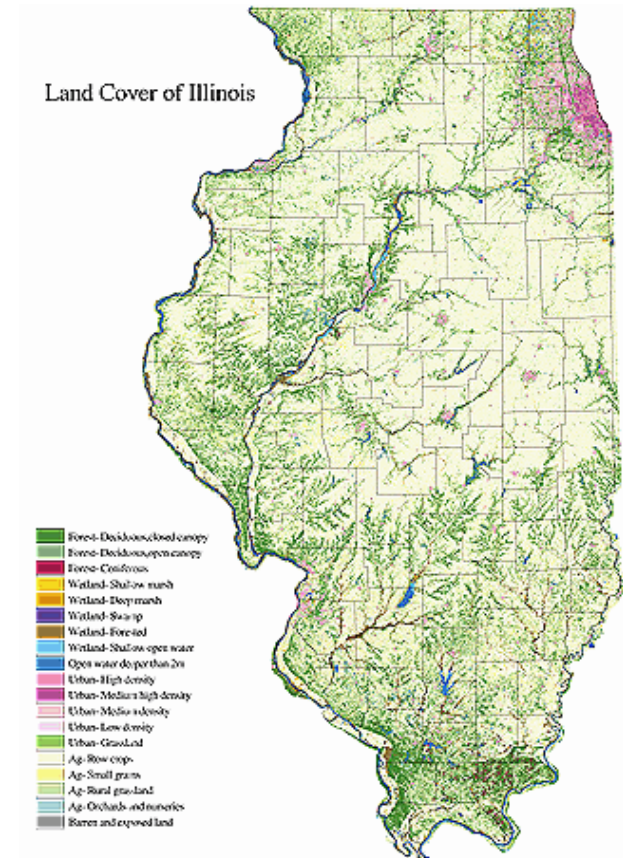 Land Cover of Illinois
Forest- Deciduous, closed canopy
Forest- Deciduous, open canopy
Forest- Coniferous
Wetland- Shallow marsh
Wetland- Deep marsh
Wetland- Swamp
Wetland- Forested
Wetland- Shallow open water
Open water deeper than 2m
Urban- High density
Urban- Medium high density
Urban- Medium density
Urban- Low density
Urban- Grassland
Ag- Row crops
Ag- Small grains
Ag- Rural grassland
Ag- Orchards and nurseries
Barren and exposed land